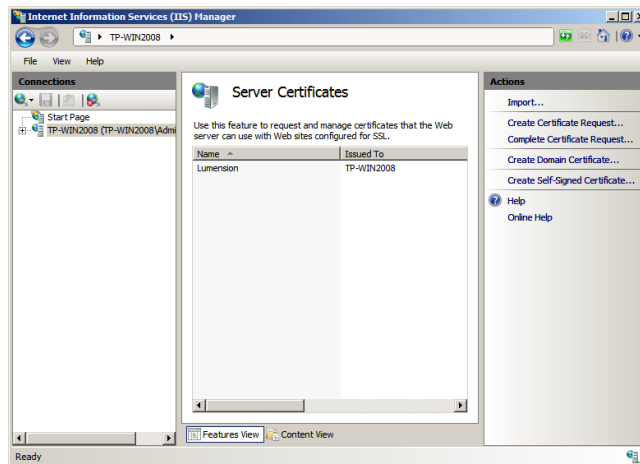 Internet Information Services (IIS) Manager
TP-WIN2008
File View Help
Connections
Start Page
TP-WIN2008 (TP-WIN2008\Admi
Server Certificates
Use this feature to request and manage certificates that the Web
server can use with Web sites configured for SSL.
Name Issued To
Lumension TP-WIN2008
Features View Content View
Actions
Import...
Create Certificate Request...
Complete Certificate Request...
Create Domain Certificate...
Create Self-Signed Certificate...
Help
Online Help
Ready